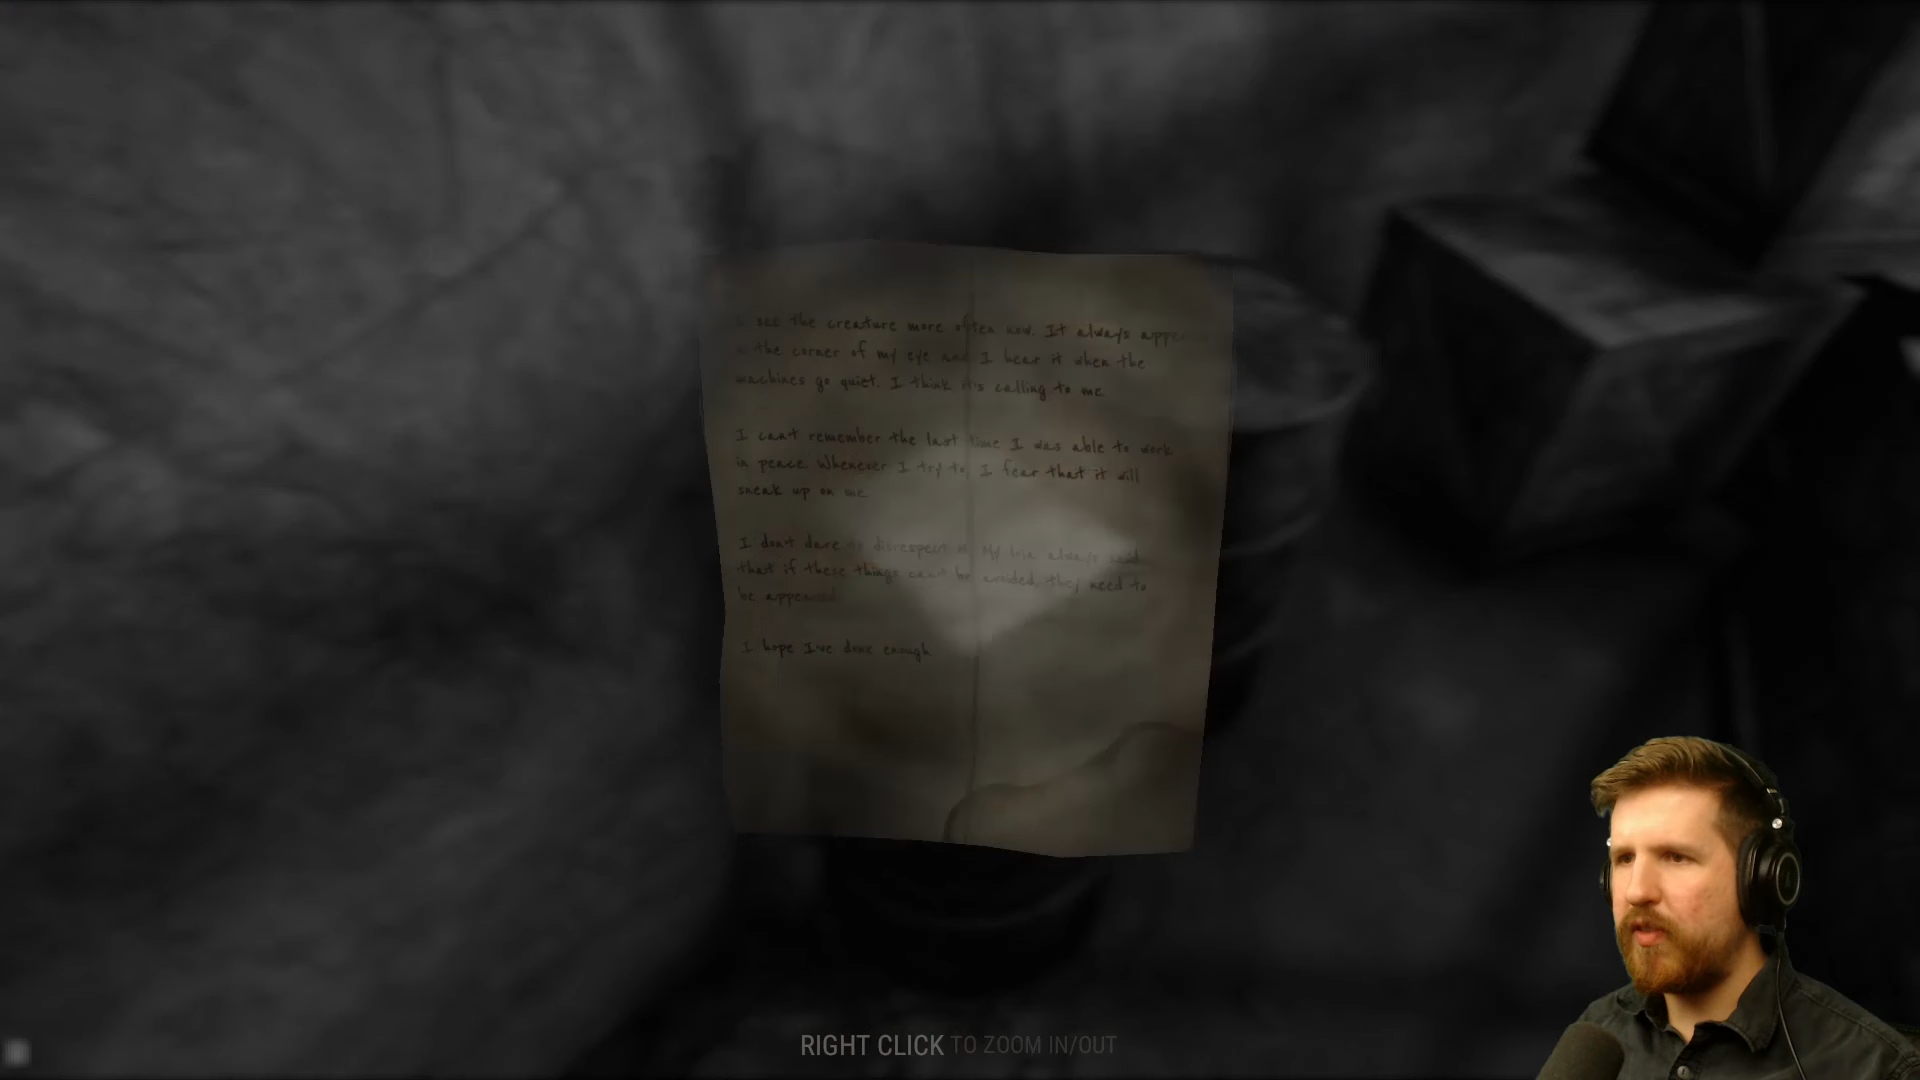 see the creature more often now. It always
the corner of my eye and I hear it when the
machines go quiet. I think it's calling to me.
I can't remember the last time I was able to work
in peace. Whenever I try to, I fear that it will
sneak up on me.
I don't dare to disrespect it. My always said
that if these things can't be avoided, they need to
be appeased.
I hope I've done enough.
RIGHT CLICK TO ZOOM IN/OUT